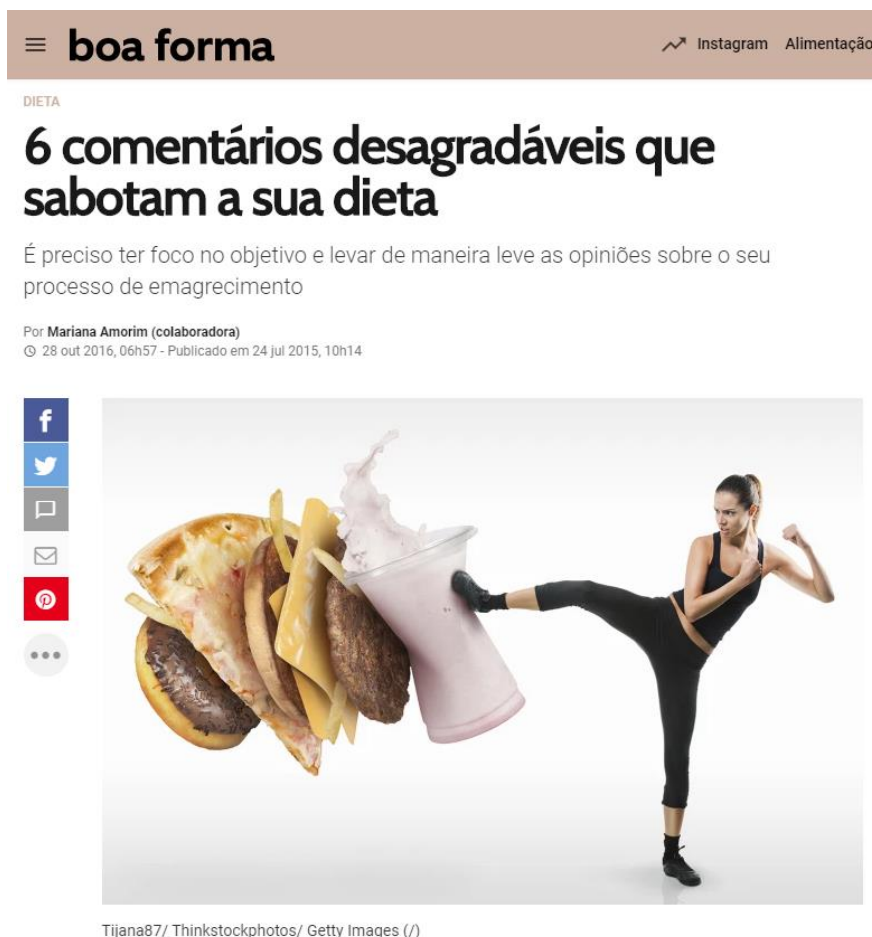 boa forma
Instagram Alimentação
DIETA
6 comentários desagradáveis que
sabotam a sua dieta
É preciso ter foco no objetivo e levar de maneira leve as opiniões sobre o seu
processo de emagrecimento
Por Mariana Amorim (colaboradora)
28 out 2016, 06h57 - Publicado em 24 jul 2015, 10h14
Tijana87/ Thinkstockphotos/ Getty Images (/)